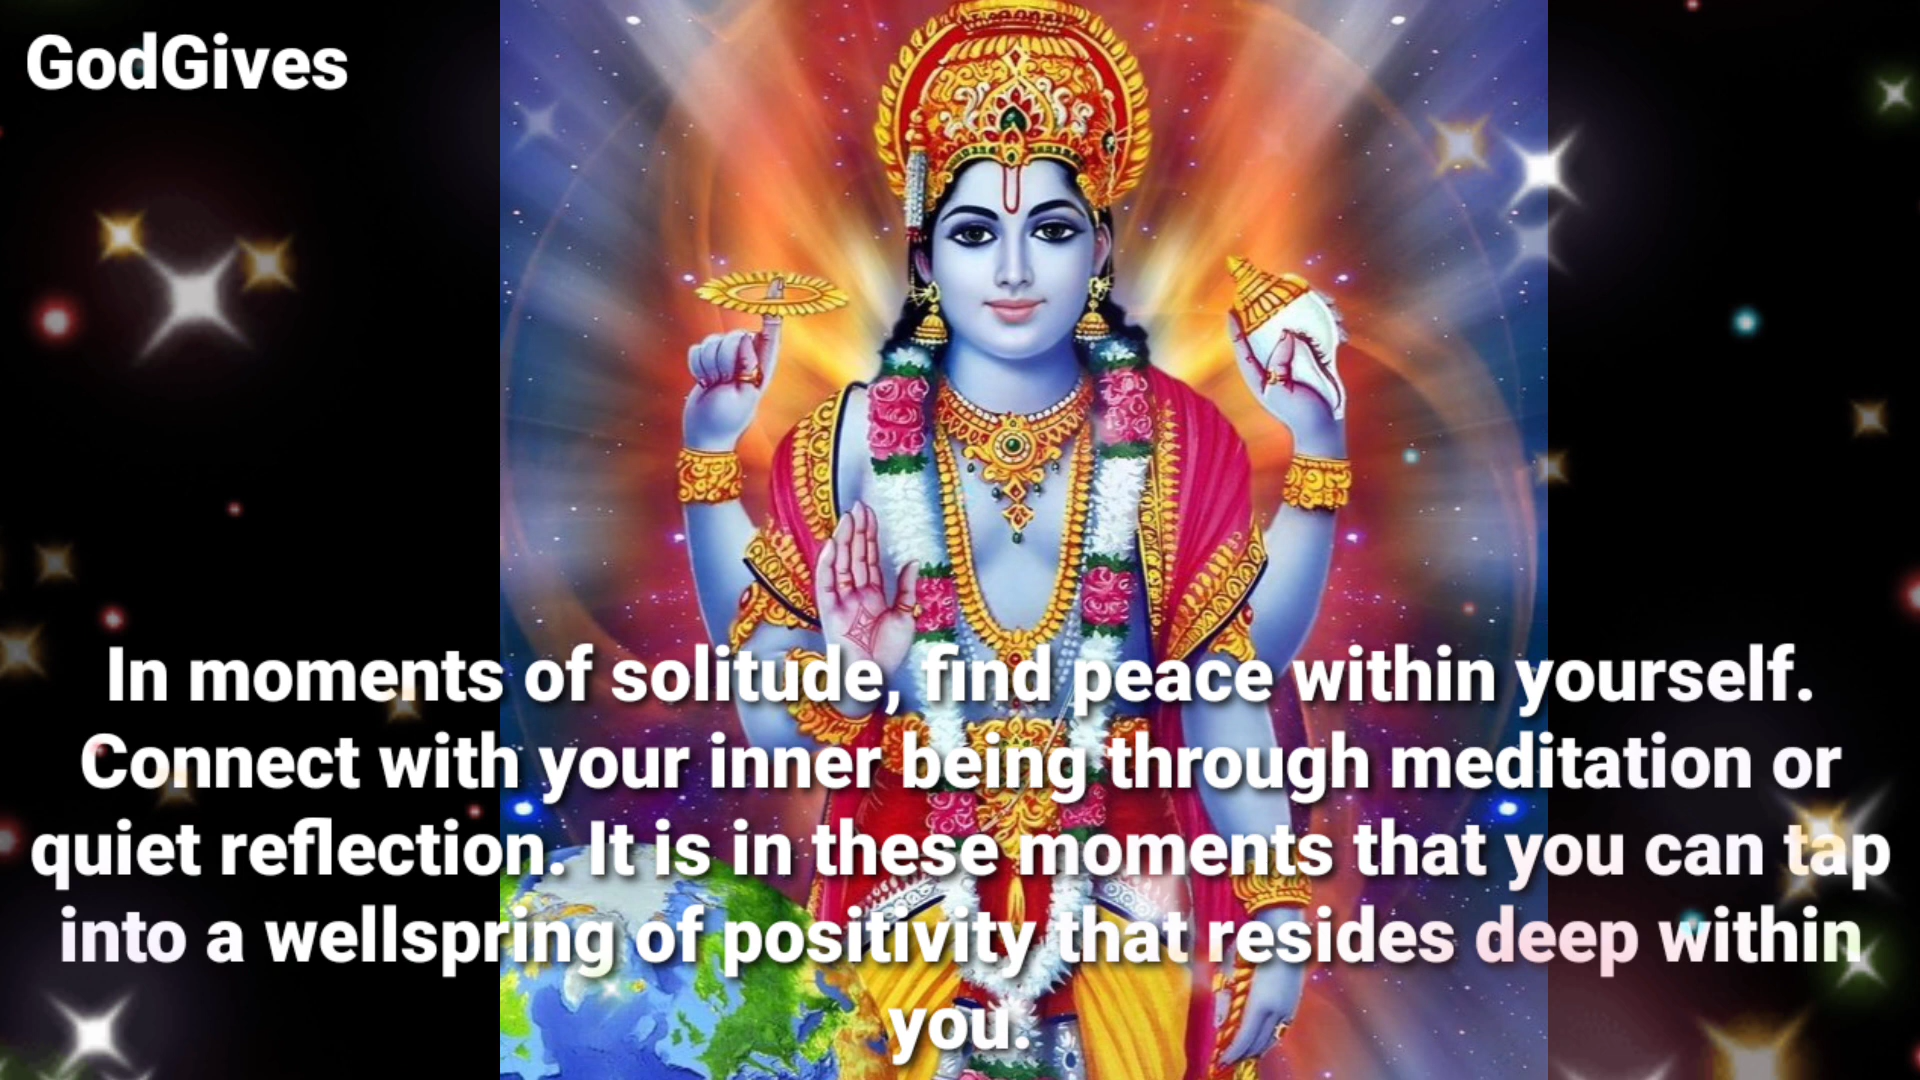 GodGives
In moments of solitude, find peace within yourself.
Connect with your inner being through meditation or
quiet reflection. It is in these moments that you can tap
into a wellspring of positivity that resides deep within
you.